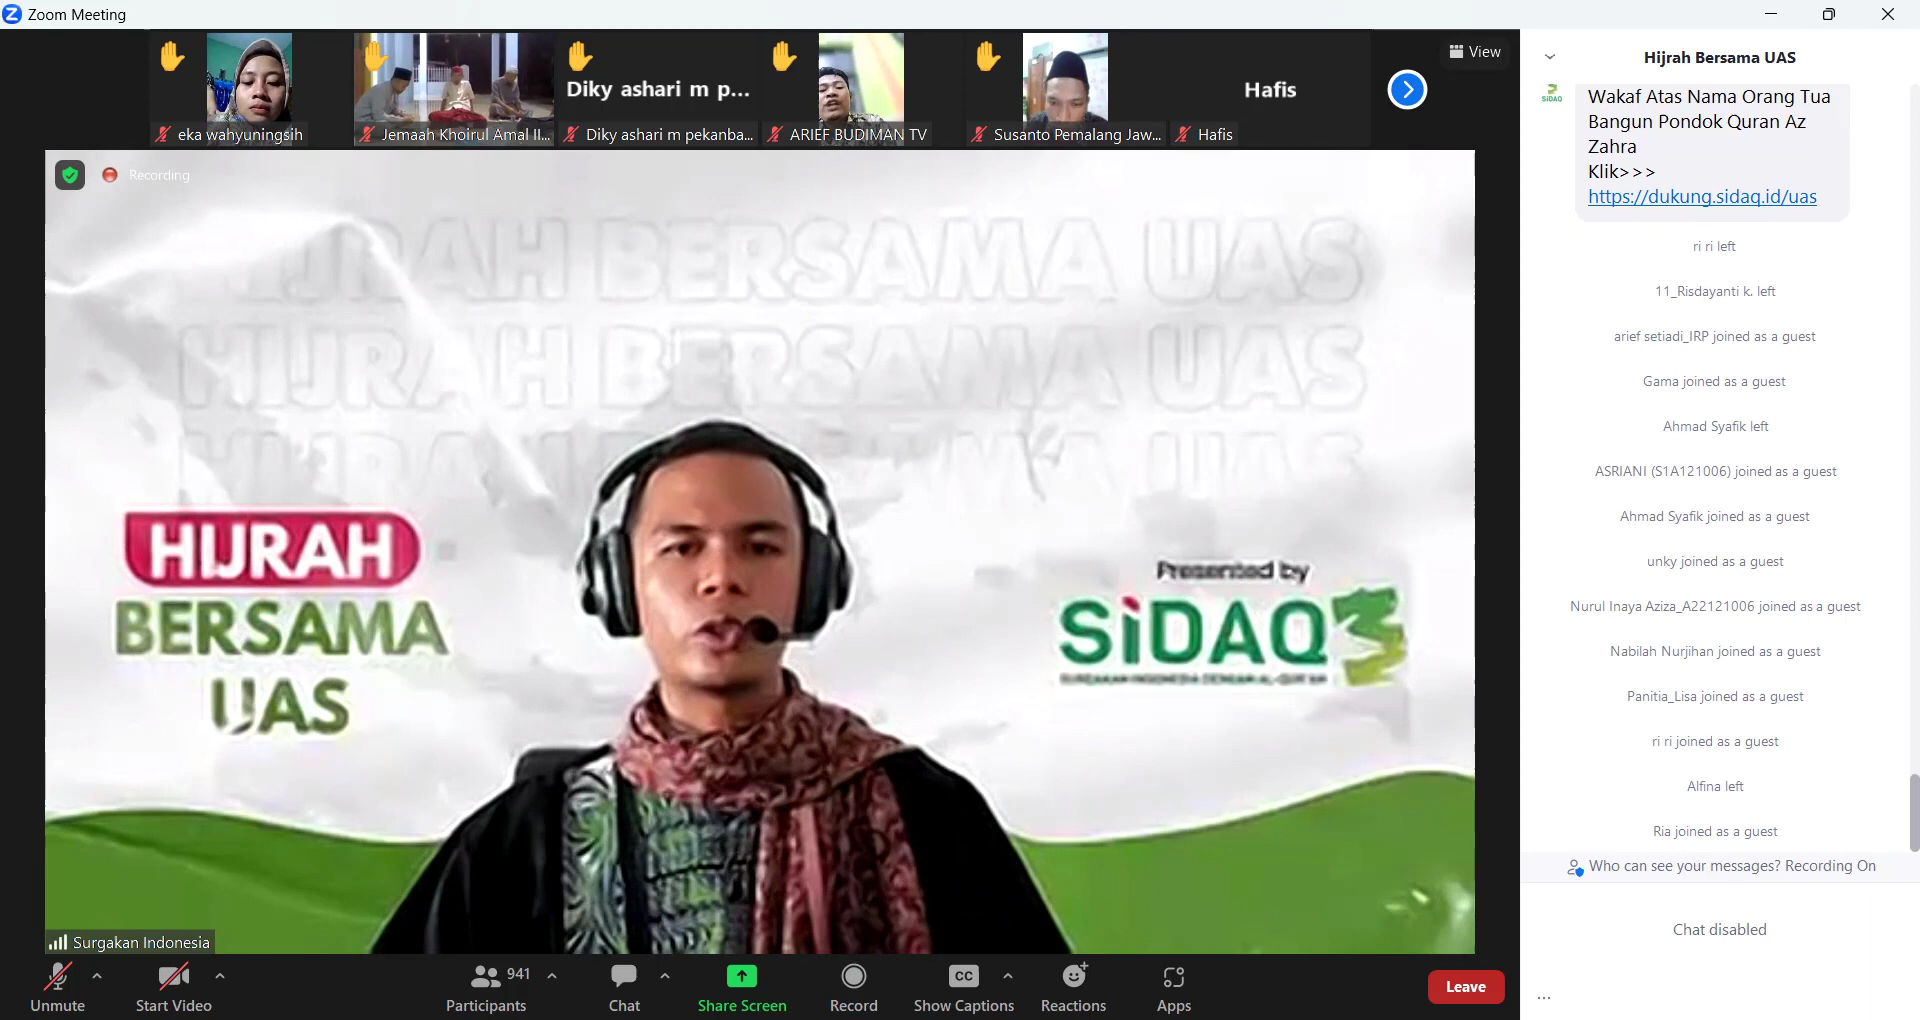 Zoom Meeting
View
Diky ashari m p...
Hafis
eka wahyuningsih
Jemaah Khoirul Amal II...
Diky ashari m pekanba...
ARIEF BUDIMAN TV
Susanto Pemalang Jaw...
Hafis
Recording
HIJRAH BERSAMA UAS
HIJRAH BERSAMA UAS
HIJRAH BERSAMA UAS
HIJRAH
BERSAMA
UAS
Presented by
SiDAQ
Surgakan Indonesia
Unmute
Start Video
941
Participants
Chat
Share Screen
Record
CC
Show Captions
Reactions
Apps
Leave
Hijrah Bersama UAS
SiDAQ
Wakaf Atas Nama Orang Tua
Bangun Pondok Quran Az
Zahra
Klik>>>
https://dukung.sidaq.id/uas
ri ri left
11_Risdayanti k. left
arief setiadi_IRP joined as a guest
Gama joined as a guest
Ahmad Syafik left
ASRIANI (S1A121006) joined as a guest
Ahmad Syafik joined as a guest
unky joined as a guest
Nurul Inaya Aziza_A22121006 joined as a guest
Nabilah Nurjihan joined as a guest
Panitia_Lisa joined as a guest
ri ri joined as a guest
Alfina left
Ria joined as a guest
Who can see your messages? Recording On
Chat disabled
...